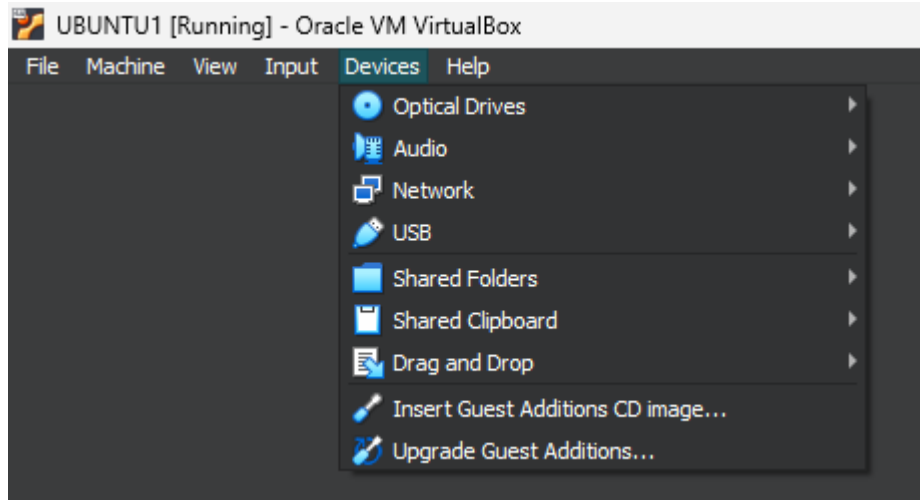 UBUNTU1 [Running] - Oracle VM VirtualBox
File Machine View Input Devices Help
Optical Drives
Audio
Network
USB
Shared Folders
Shared Clipboard
Drag and Drop
Insert Guest Additions CD image...
Upgrade Guest Additions...